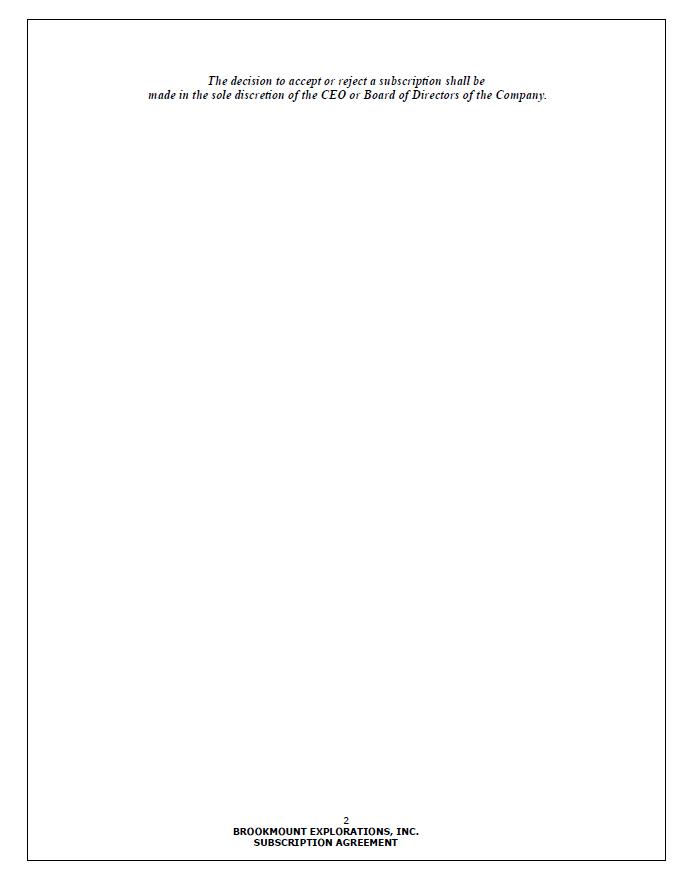 The decision to accept or reject a subscription shall be
made in the sole discretion of the CEO or Board of Directors of the Company.
2
BROOKMOUNT EXPLORATIONS, INC.
SUBSCRIPTION AGREEMENT